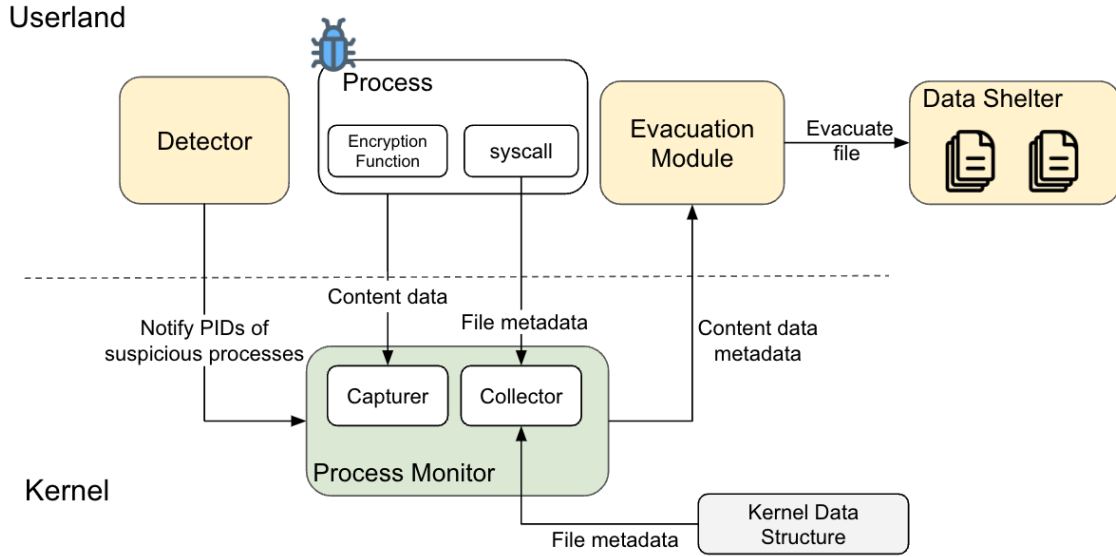 Userland
Process
Detector
Encryption
Function
syscall
Evacuation
Module
Evacuate
file
Data Shelter
Content data
File metadata
Notify PIDs of
suspicious processes
Content data
metadata
Capturer
Collector
Process Monitor
Kernel
File metadata
Kernel Data
Structure